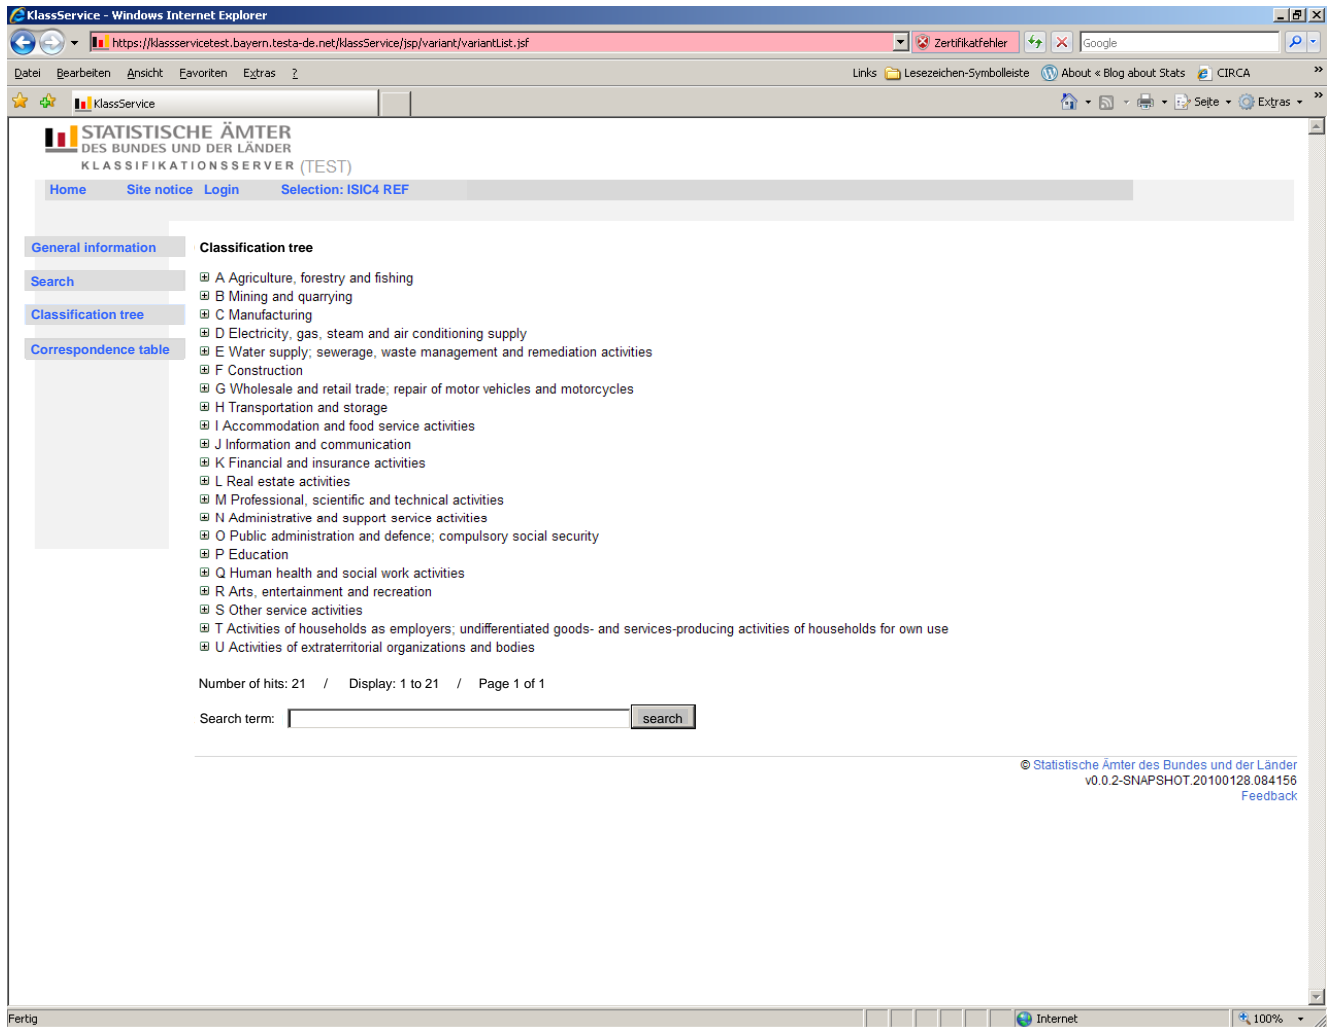 KlassService - Windows Internet Explorer
https://klassservicetest.bayern.testa-de.net/klassService/jsp/variant/variantList.jsf
Zertifikatfehler
Google
Datei Bearbeiten Ansicht Favoriten Extras ?
Links Lesezeichen-Symbolleiste About « Blog about Stats CIRCA »
KlassService
Seite Extras »
STATISTISCHE ÄMTER
DES BUNDES UND DER LÄNDER
KLASSIFIKATIONSSERVER (TEST)
Home Site notice Login Selection: ISIC4 REF
General information
Search
Classification tree
Correspondence table
Classification tree
A Agriculture, forestry and fishing
B Mining and quarrying
C Manufacturing
D Electricity, gas, steam and air conditioning supply
E Water supply; sewerage, waste management and remediation activities
F Construction
G Wholesale and retail trade; repair of motor vehicles and motorcycles
H Transportation and storage
I Accommodation and food service activities
J Information and communication
K Financial and insurance activities
L Real estate activities
M Professional, scientific and technical activities
N Administrative and support service activities
O Public administration and defence; compulsory social security
P Education
Q Human health and social work activities
R Arts, entertainment and recreation
S Other service activities
T Activities of households as employers; undifferentiated goods- and services-producing activities of households for own use
U Activities of extraterritorial organizations and bodies
Number of hits: 21 / Display: 1 to 21 / Page 1 of 1
Search term: search
© Statistische Ämter des Bundes und der Länder
v0.0.2-SNAPSHOT.20100128.084156
Feedback
Fertig
Internet
100%